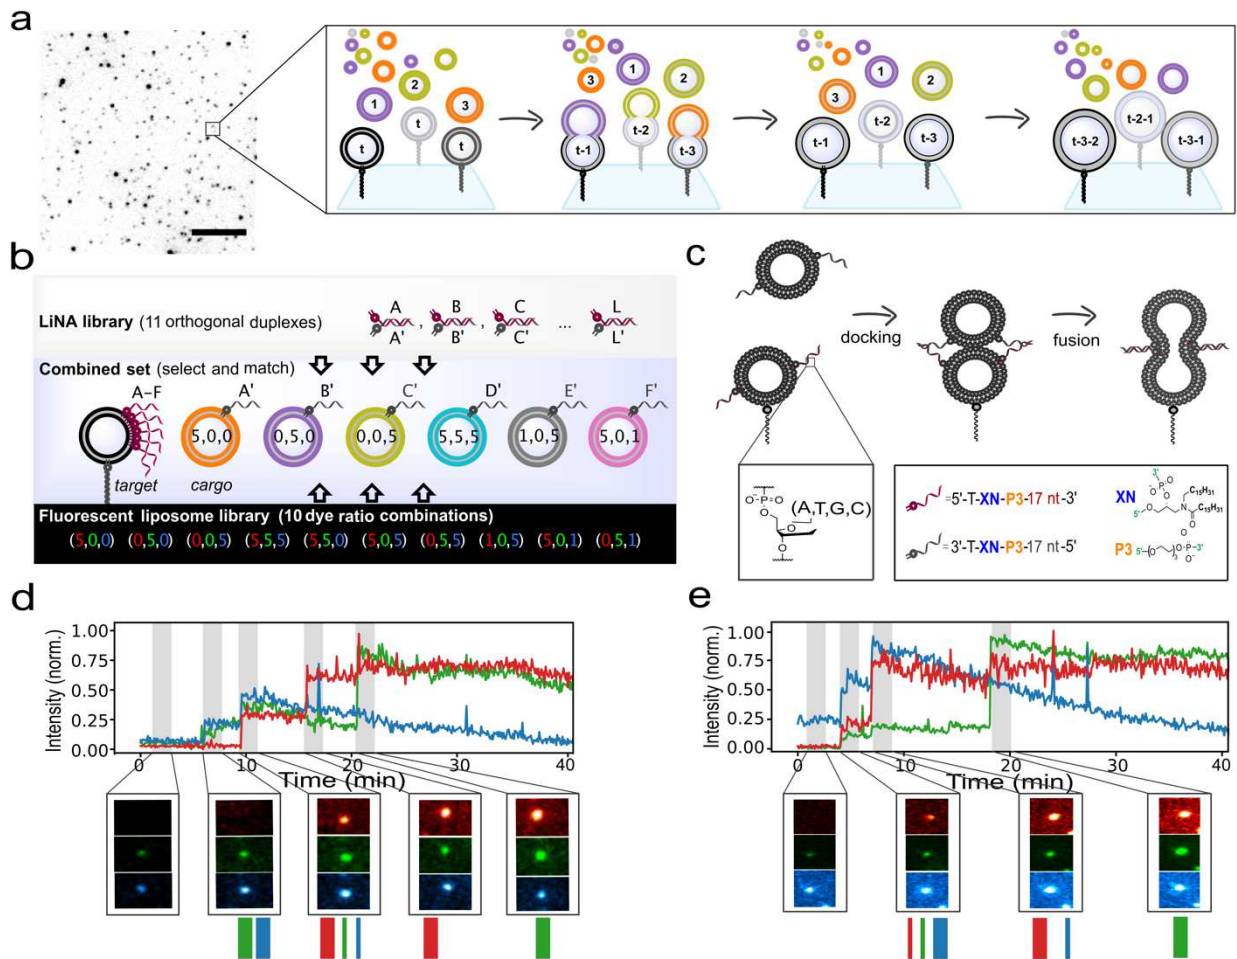 a
1
2
3
t
t
t
3
1
2
t-1
t-2
t-3
3
1
2
t-1
t-2
t-3
t-3-2
t-2-1
t-3-1
b
LiNA library (11 orthogonal duplexes)
A , B , C ... L
A' B' C' L'
Combined set (select and match)
A-F A' B' C' D' E' F'
5,0,0 0,5,0 0,0,5 5,5,5 1,0,5 5,0,1
target cargo
Fluorescent liposome library (10 dye ratio combinations)
(5,0,0) (0,5,0) (0,0,5) (5,5,5) (5,5,0) (5,0,5) (0,5,5) (1,0,5) (5,0,1) (0,5,1)
c
docking
fusion
(A,T,G,C)
O⁻-P=O
O
O
O
=5'-T-XN-P3-17 nt-3'
=3'-T-XN-P3-17 nt-5'
XN
3'
O
O⁻-P=O
O
5'
C₁₅H₃₁
N
C₁₅H₃₁
O
P3
5' (O)₃ O-P-3'
O⁻
d
Intensity (norm.)
1.00
0.75
0.50
0.25
0.00
0 10 20 30 40
Time (min)
e
Intensity (norm.)
1.00
0.75
0.50
0.25
0.00
0 10 20 30 40
Time (min)